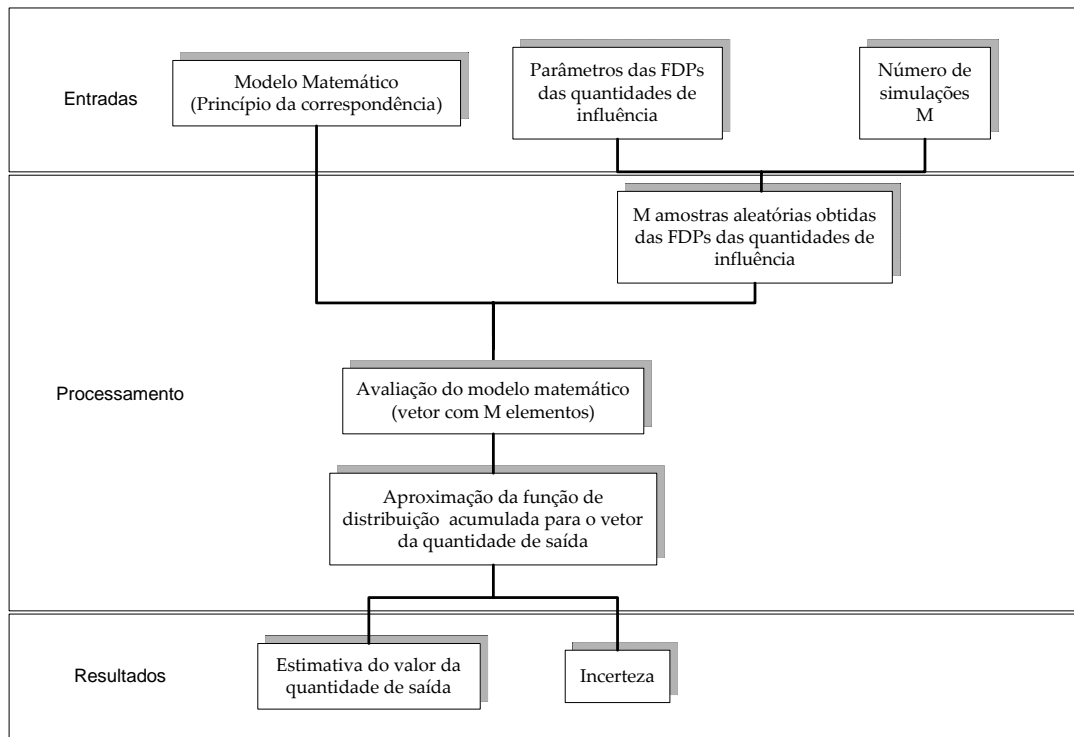 Entradas
Modelo Matemático
(Princípio da correspondência)
Parâmetros das FDPs
das quantidades de
influência
Número de
simulações
M
M amostras aleatórias obtidas
das FDPs das quantidades de
influência
Processamento
Avaliação do modelo matemático
(vetor com M elementos)
Aproximação da função de
distribuição acumulada para o vetor
da quantidade de saída
Resultados
Estimativa do valor da
quantidade de saída
Incerteza